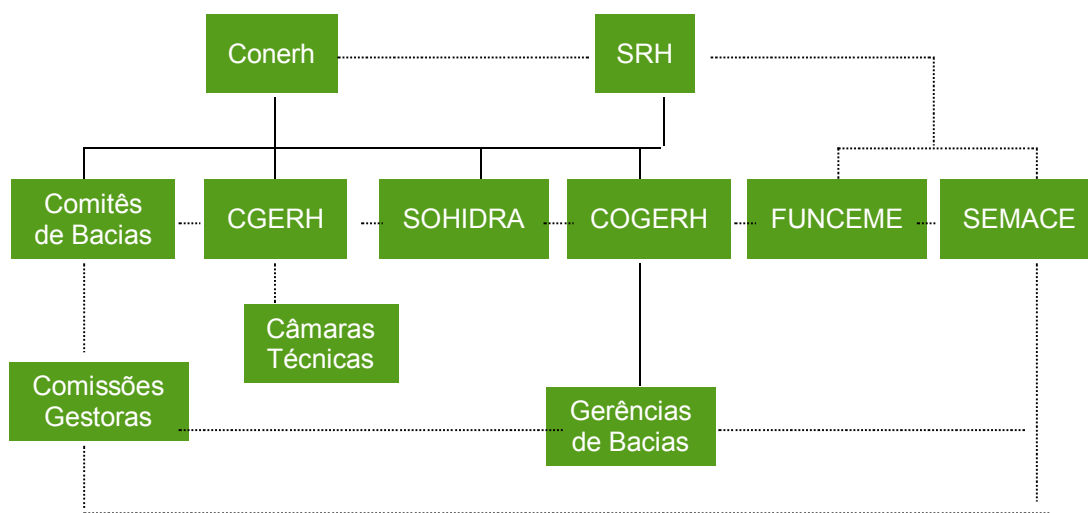 Conerh
SRH
Comitês
de Bacias
CGERH
SOHIDRA
COGERH
FUNCEME
SEMACE
Câmaras
Técnicas
Comissões
Gestoras
Gerências
de Bacias